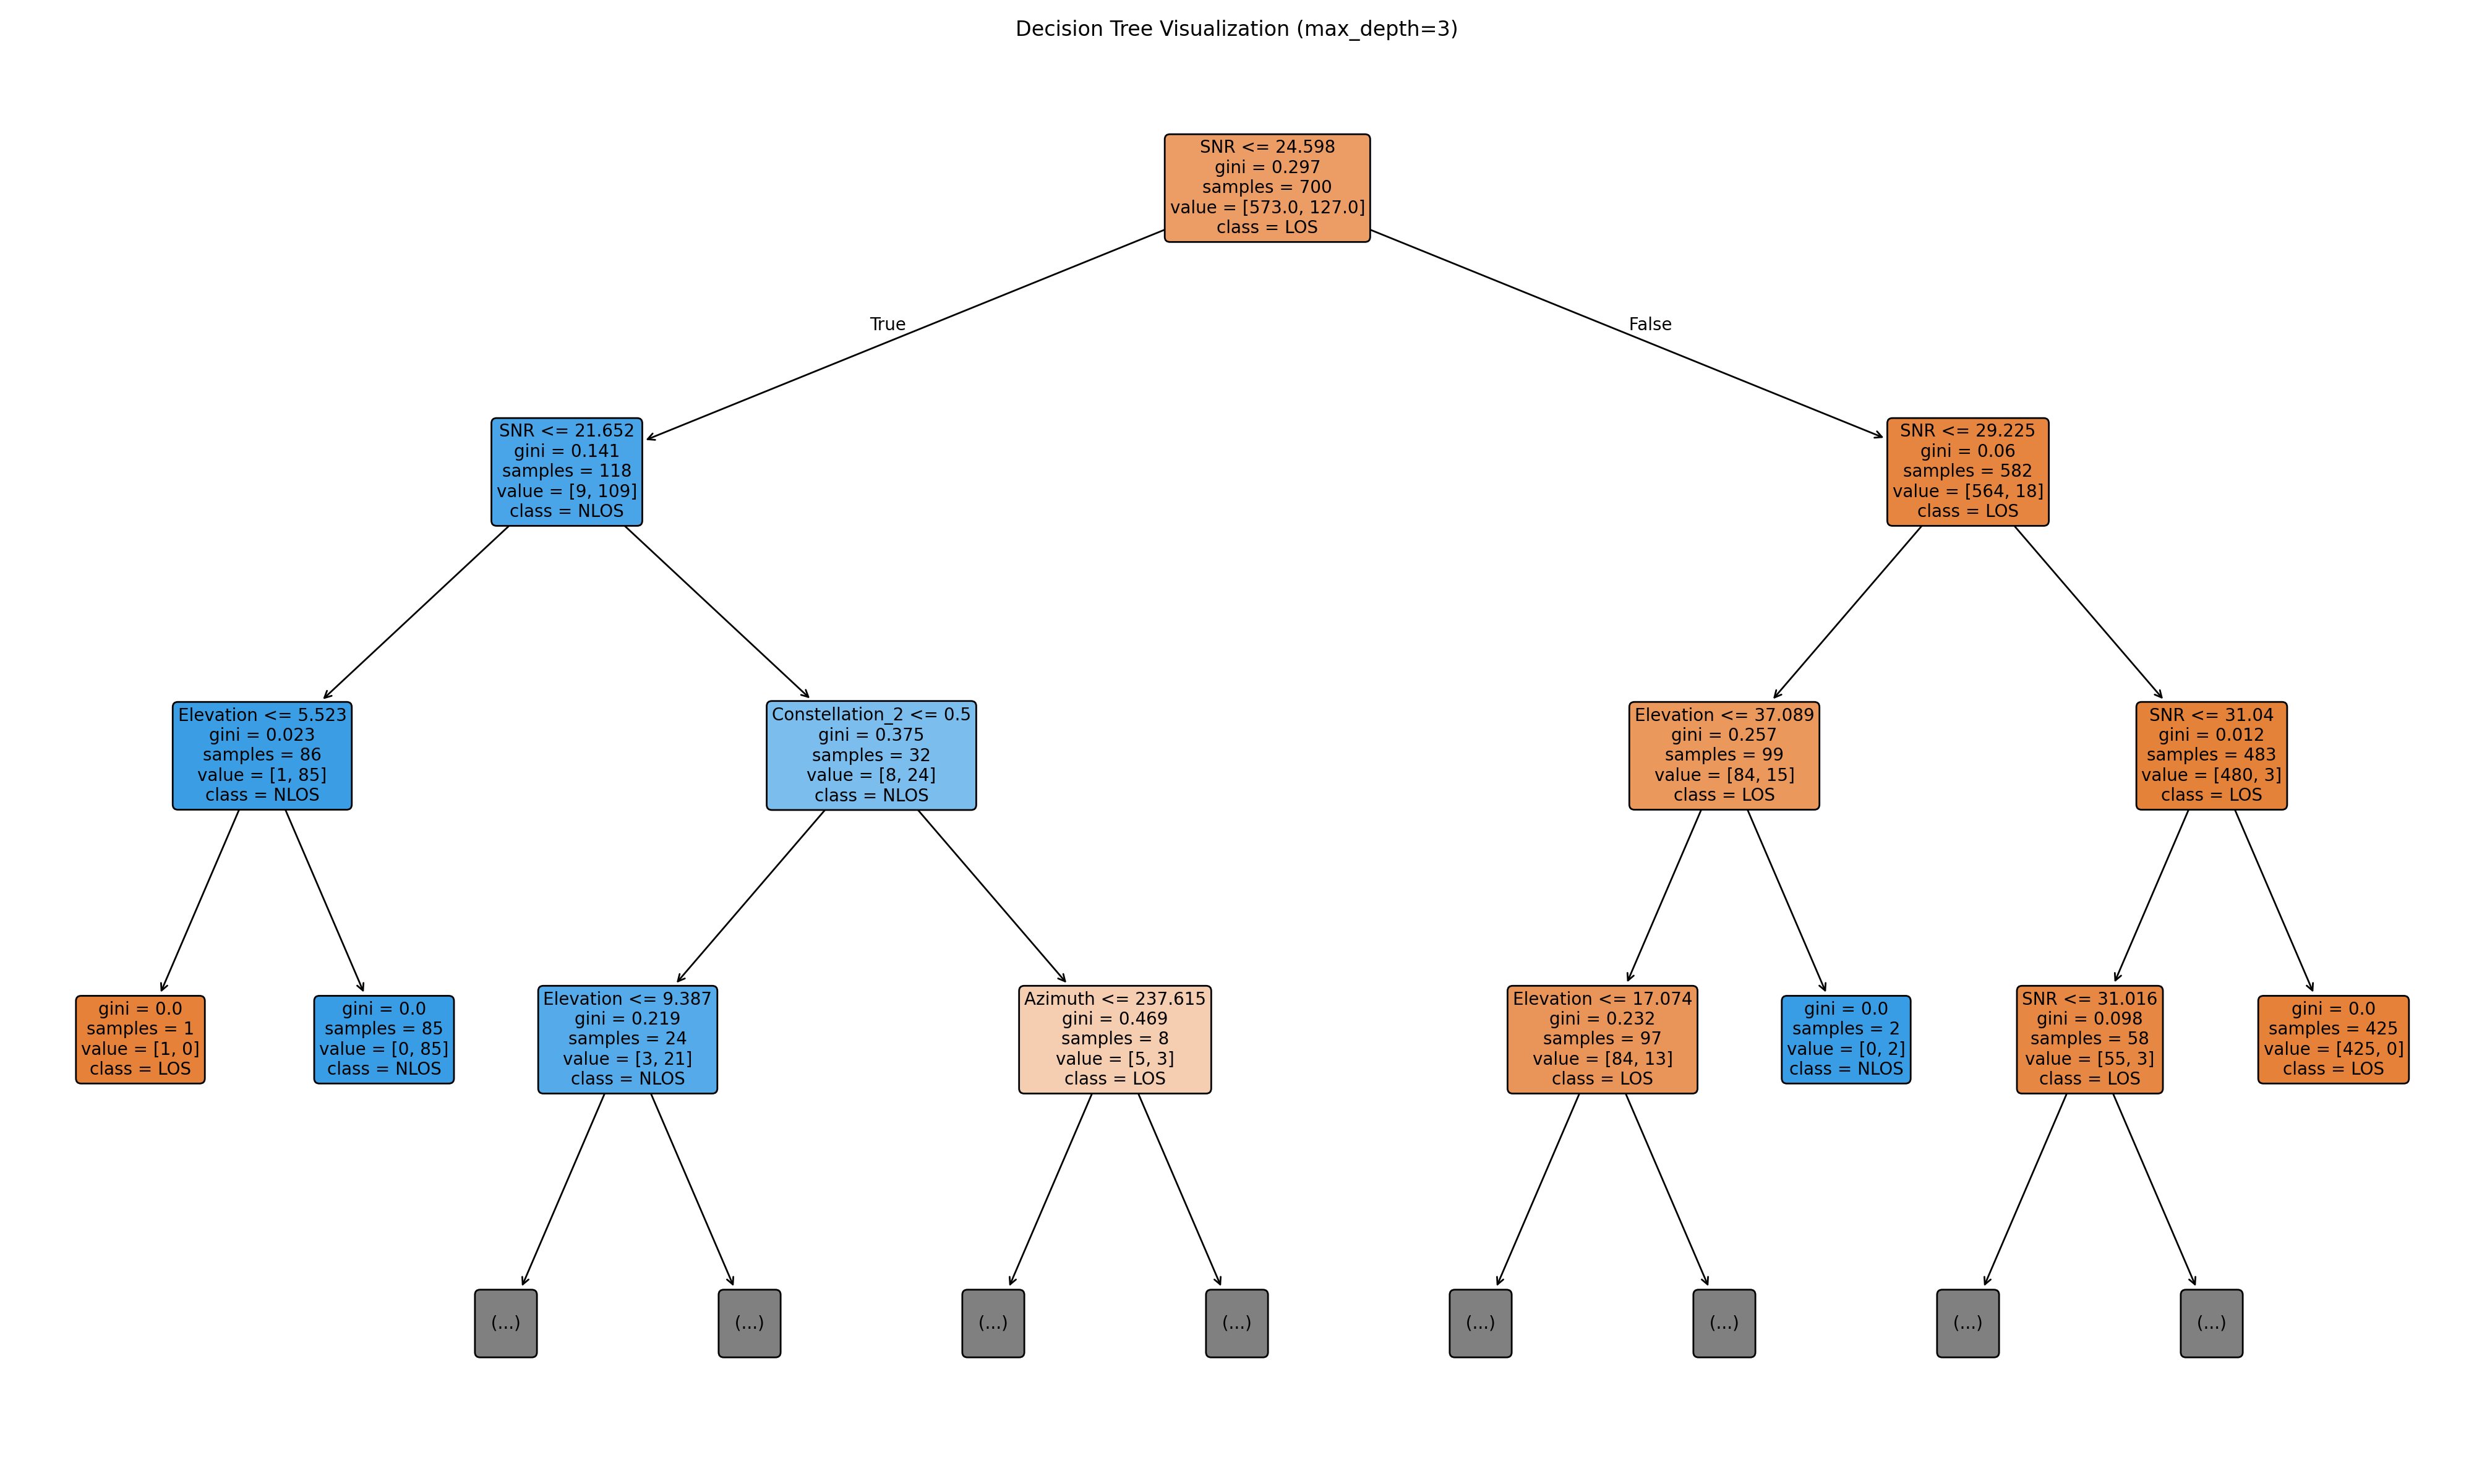 Decision Tree Visualization (max_depth=3)
SNR <= 24.598
gini = 0.297
samples = 700
value = [573.0, 127.0]
class = LOS
True
False
SNR <= 21.652
gini = 0.141
samples = 118
value = [9, 109]
class = NLOS
SNR <= 29.225
gini = 0.06
samples = 582
value = [564, 18]
class = LOS
Elevation <= 5.523
gini = 0.023
samples = 86
value = [1, 85]
class = NLOS
Constellation_2 <= 0.5
gini = 0.375
samples = 32
value = [8, 24]
class = NLOS
Elevation <= 37.089
gini = 0.257
samples = 99
value = [84, 15]
class = LOS
SNR <= 31.04
gini = 0.012
samples = 483
value = [480, 3]
class = LOS
gini = 0.0
samples = 1
value = [1, 0]
class = LOS
gini = 0.0
samples = 85
value = [0, 85]
class = NLOS
Elevation <= 9.387
gini = 0.219
samples = 24
value = [3, 21]
class = NLOS
Azimuth <= 237.615
gini = 0.469
samples = 8
value = [5, 3]
class = LOS
Elevation <= 17.074
gini = 0.232
samples = 97
value = [84, 13]
class = LOS
gini = 0.0
samples = 2
value = [0, 2]
class = NLOS
SNR <= 31.016
gini = 0.098
samples = 58
value = [55, 3]
class = LOS
gini = 0.0
samples = 425
value = [425, 0]
class = LOS
(...)
(...)
(...)
(...)
(...)
(...)
(...)
(...)